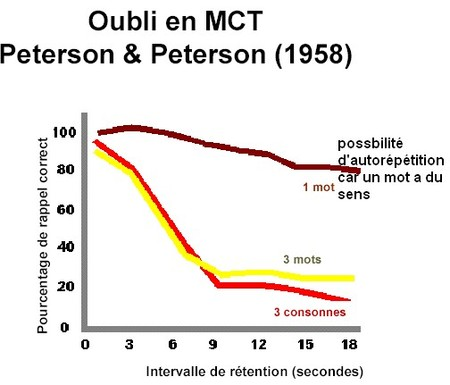 Oubli en MCT
Peterson & Peterson (1958)
Pourcentage de rappel correct
100
80
60
40
20
0
possbilité
d'autorépétition
car un mot a du
sens
1 mot
3 mots
3 consonnes
0 3 6 9 12 15 18
Intervalle de rétention (secondes)